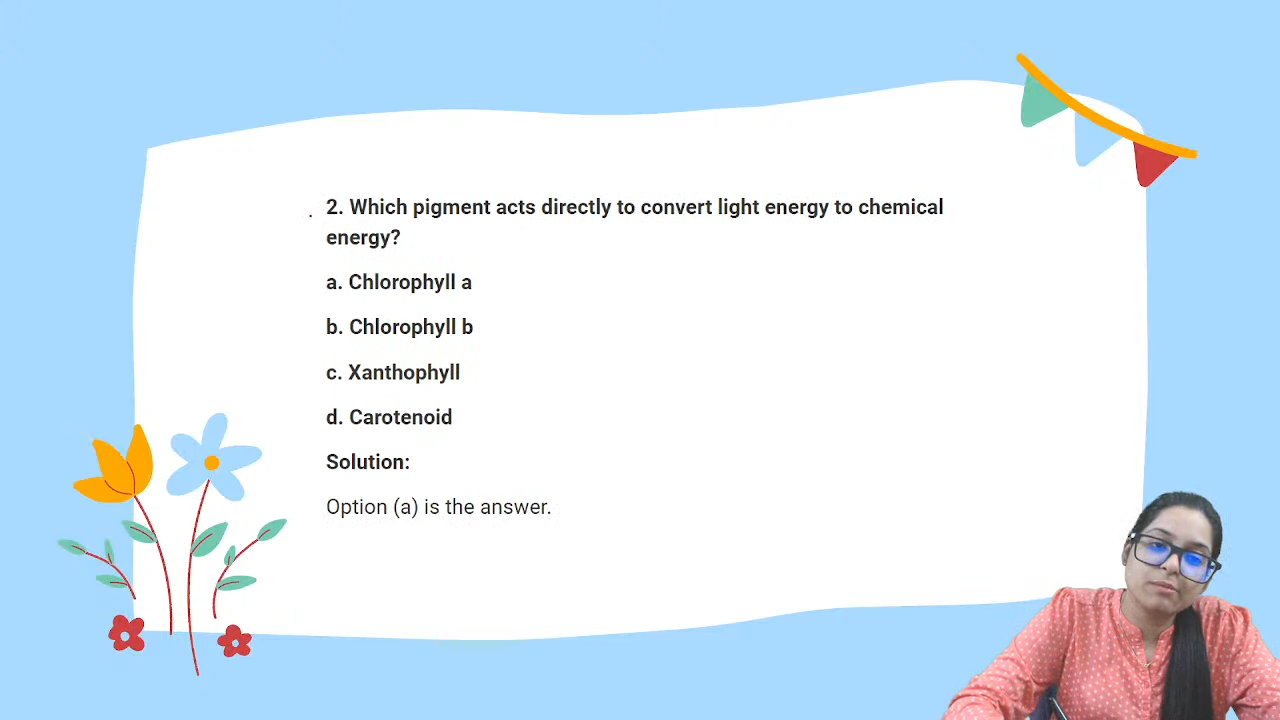 . 2. Which pigment acts directly to convert light energy to chemical
energy?
a. Chlorophyll a
b. Chlorophyll b
c. Xanthophyll
d. Carotenoid
Solution:
Option (a) is the answer.